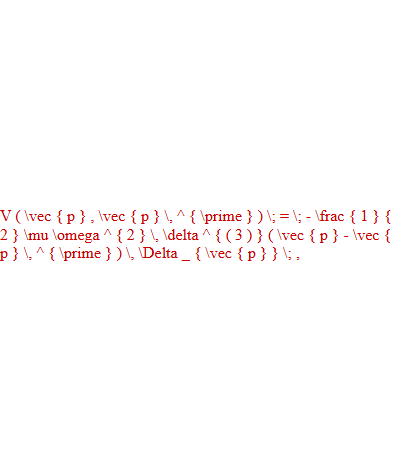 V ( \vec { p } , \vec { p } \, ^ { \prime } ) \; = \; - \frac { 1 } {
2 } \mu \omega ^ { 2 } \, \delta ^ { ( 3 ) } ( \vec { p } - \vec {
p } \, ^ { \prime } ) \, \Delta _ { \vec { p } } \; ,